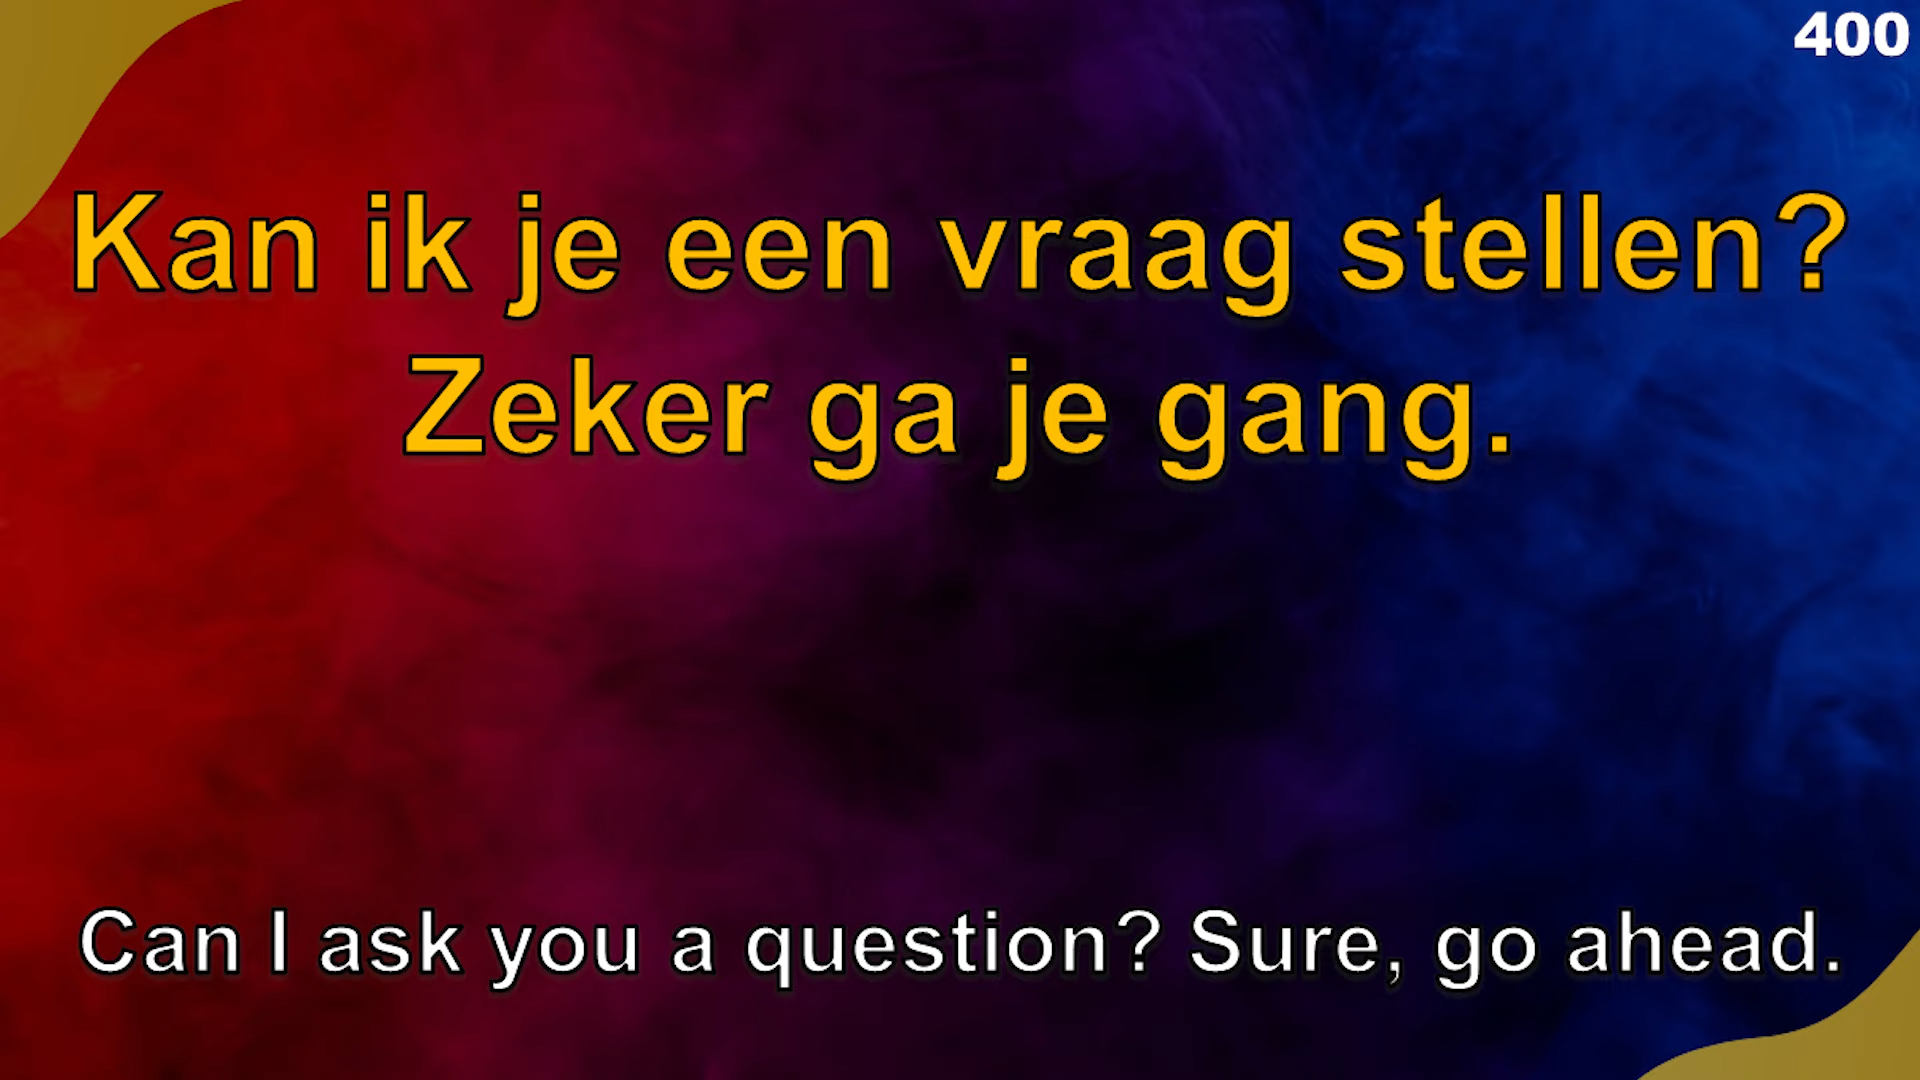 400
Kan ik je een vraag stellen?
Zeker ga je gang.
Can I ask you a question? Sure, go ahead.